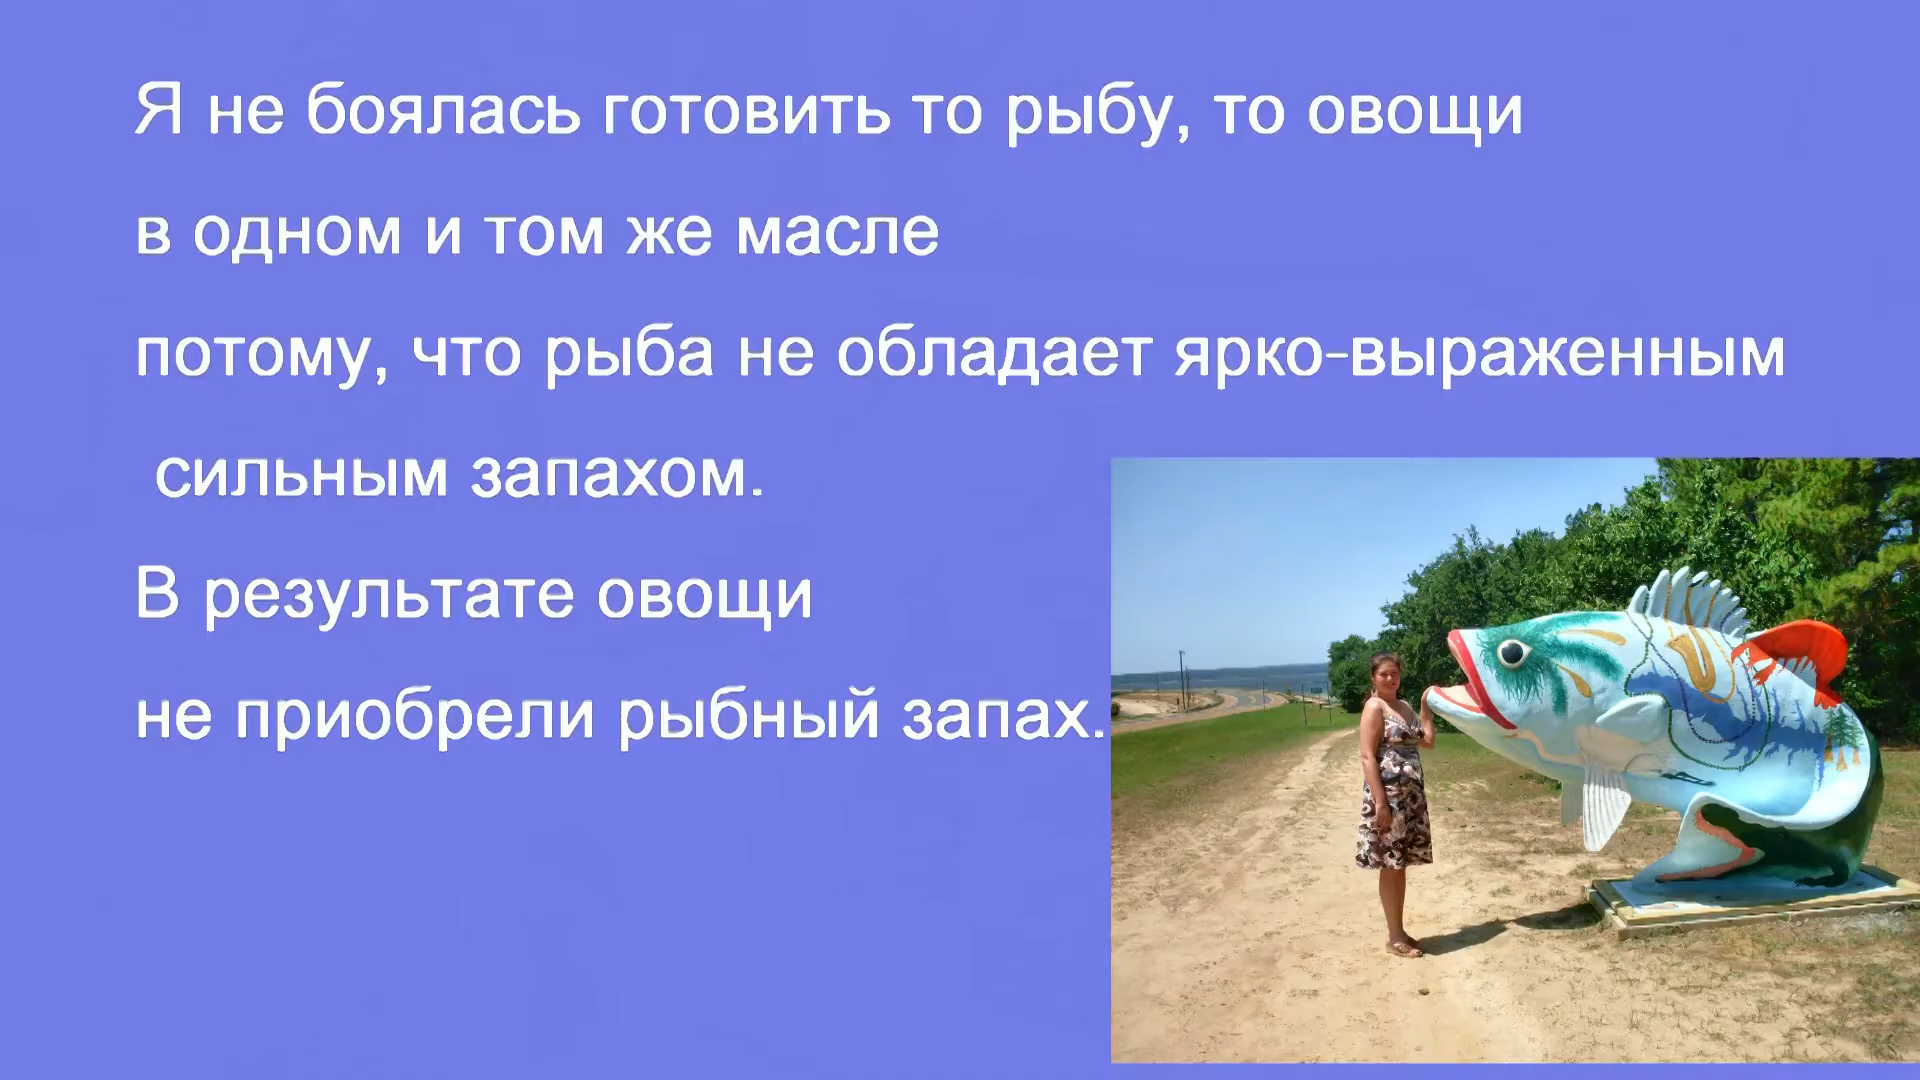 Я не боялась готовить то рыбу, то овощи
в одном и том же масле
потому, что рыба не обладает ярко-выраженным
сильным запахом.
В результате овощи
не приобрели рыбный запах.